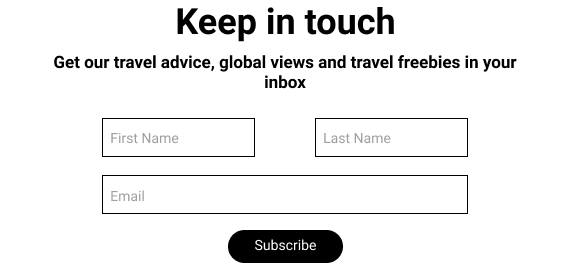 Keep in touch
Get our travel advice, global views and travel freebies in your
inbox
First Name
Last Name
Email
Subscribe